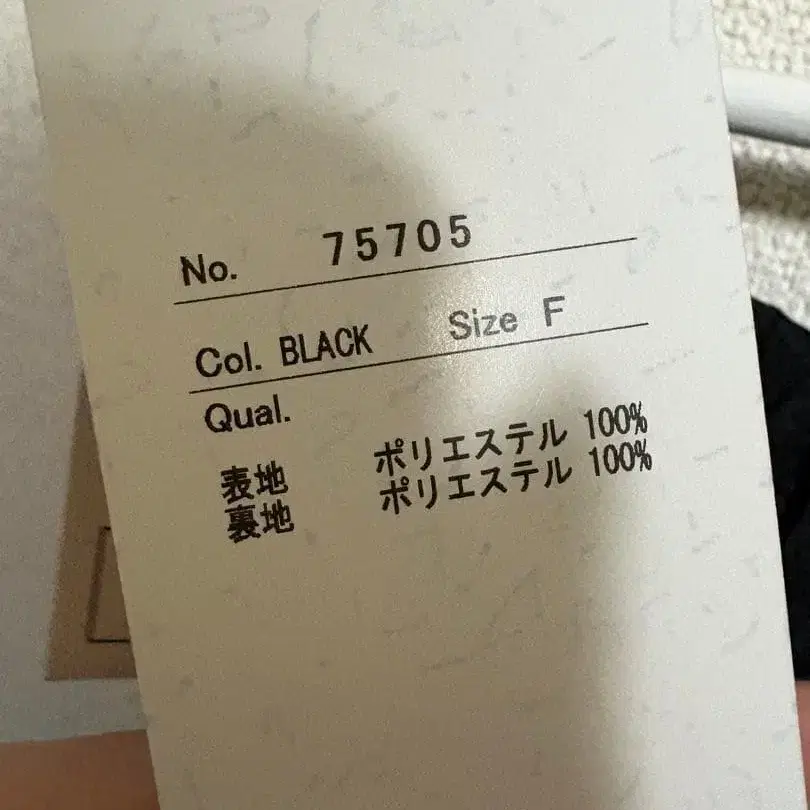 No. 75705
Col. BLACK Size F
Qual.
表地 ポリエステル 100%
裏地 ポリエステル 100%